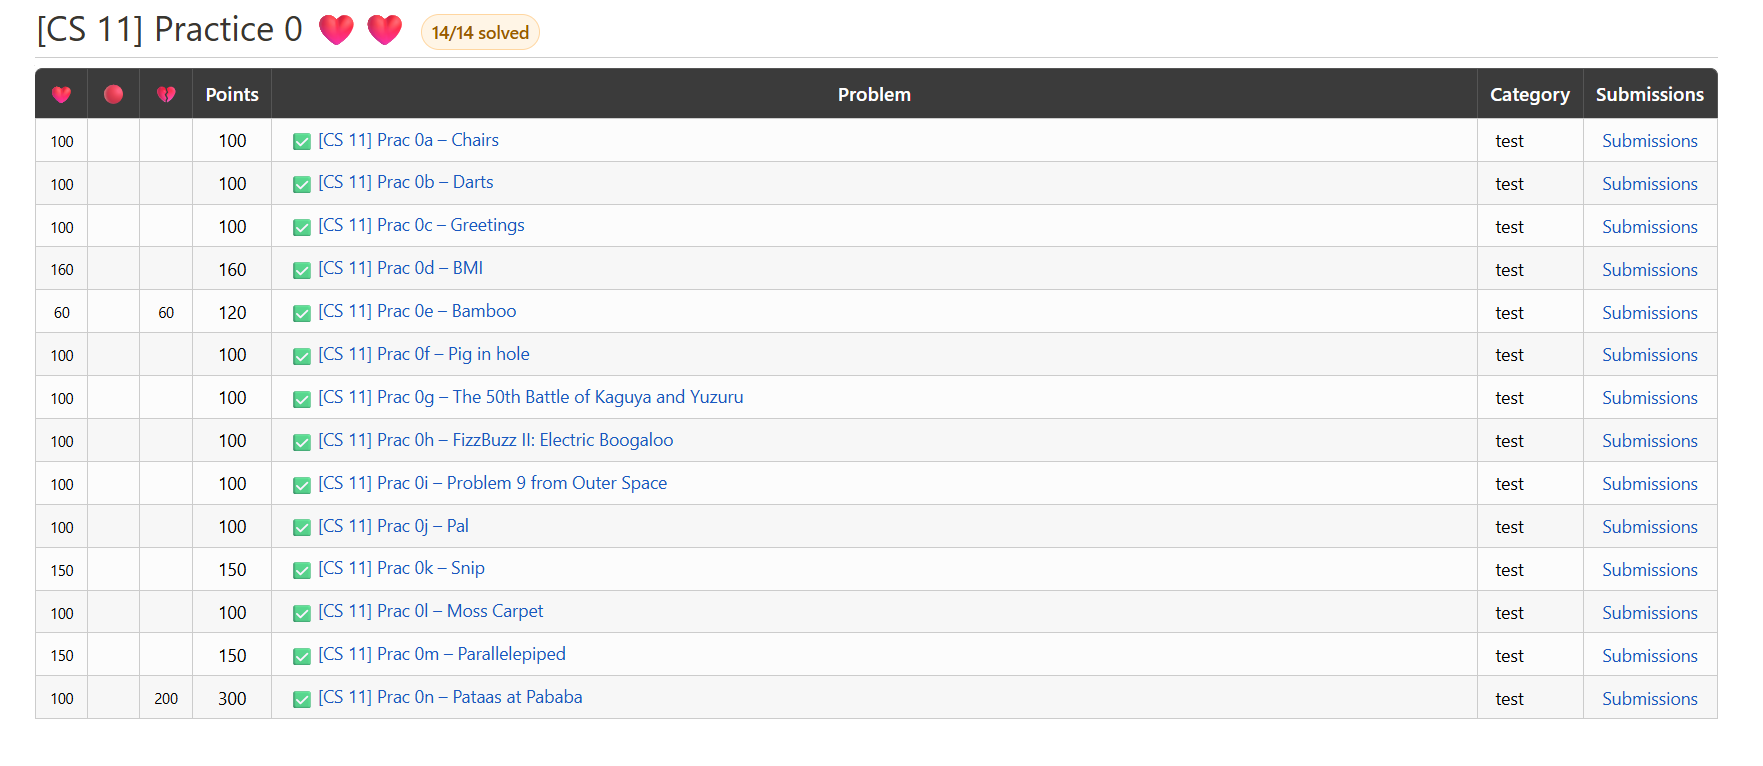 [CS 11] Practice 0 14/14 solved
Points Problem Category Submissions
100 100 [CS 11] Prac 0a – Chairs test Submissions
100 100 [CS 11] Prac 0b – Darts test Submissions
100 100 [CS 11] Prac 0c – Greetings test Submissions
160 160 [CS 11] Prac 0d – BMI test Submissions
60 60 120 [CS 11] Prac 0e – Bamboo test Submissions
100 100 [CS 11] Prac 0f – Pig in hole test Submissions
100 100 [CS 11] Prac 0g – The 50th Battle of Kaguya and Yuzuru test Submissions
100 100 [CS 11] Prac 0h – FizzBuzz II: Electric Boogaloo test Submissions
100 100 [CS 11] Prac 0i – Problem 9 from Outer Space test Submissions
100 100 [CS 11] Prac 0j – Pal test Submissions
150 150 [CS 11] Prac 0k – Snip test Submissions
100 100 [CS 11] Prac 0l – Moss Carpet test Submissions
150 150 [CS 11] Prac 0m – Parallelepiped test Submissions
100 200 300 [CS 11] Prac 0n – Pataas at Pababa test Submissions